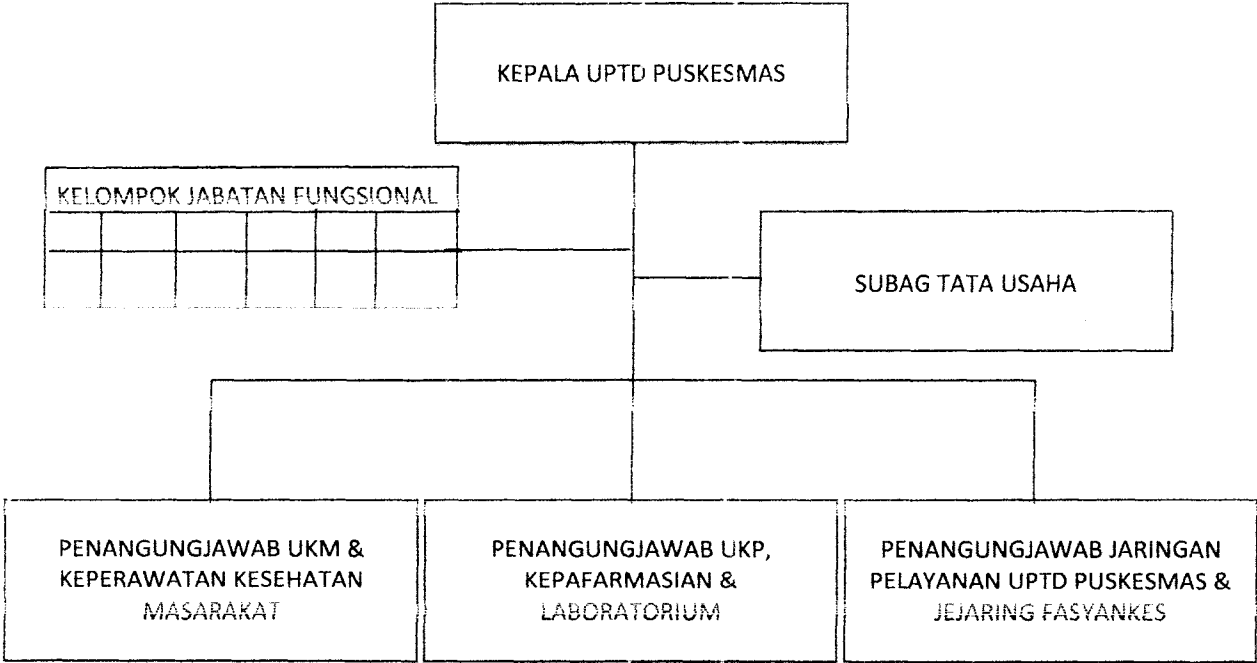 KEPALA UPTD PUSKESMAS
KELOMPOK JABATAN FUNGSIONAL
SUBAG TATA USAHA
PENANGUNGJAWAB UKM &
KEPERAWATAN KESEHATAN
MASARAKAT
PENANGUNGJAWAB UKP,
KEPAFARMASIAN &
LABORATORIUM
PENANGUNGJAWAB JARINGAN
PELAYANAN UPTD PUSKESMAS &
JEJARING FASYANKES